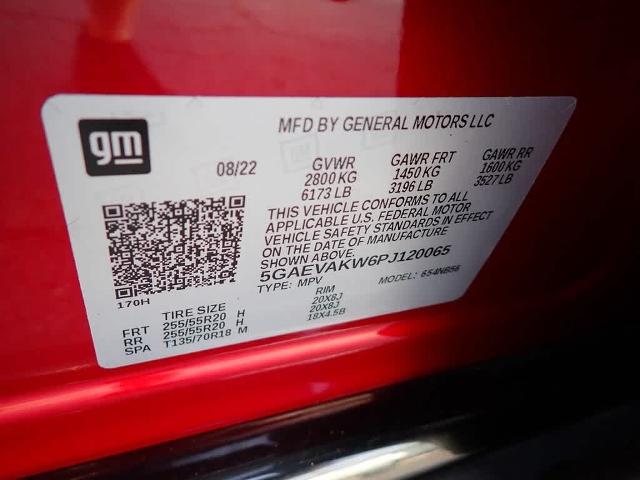 gm
MFD BY GENERAL MOTORS LLC
08/22 GVWR GAWR FRT GAWR RR
2800 KG 1450 KG 1600 KG
6173 LB 3196 LB 3527 LB
THIS VEHICLE CONFORMS TO ALL
APPLICABLE U.S. FEDERAL MOTOR
VEHICLE SAFETY STANDARDS IN EFFECT
ON THE DATE OF MANUFACTURE
SHOWN ABOVE.
5GAEVAKW6PJ120065
TYPE: MPV MODEL: 654NB56
170H
TIRE SIZE RIM
FRT 255/55R20 H 20X8J
RR 255/55R20 H 20X8J
SPA T135/70R18 M 18X4.5B